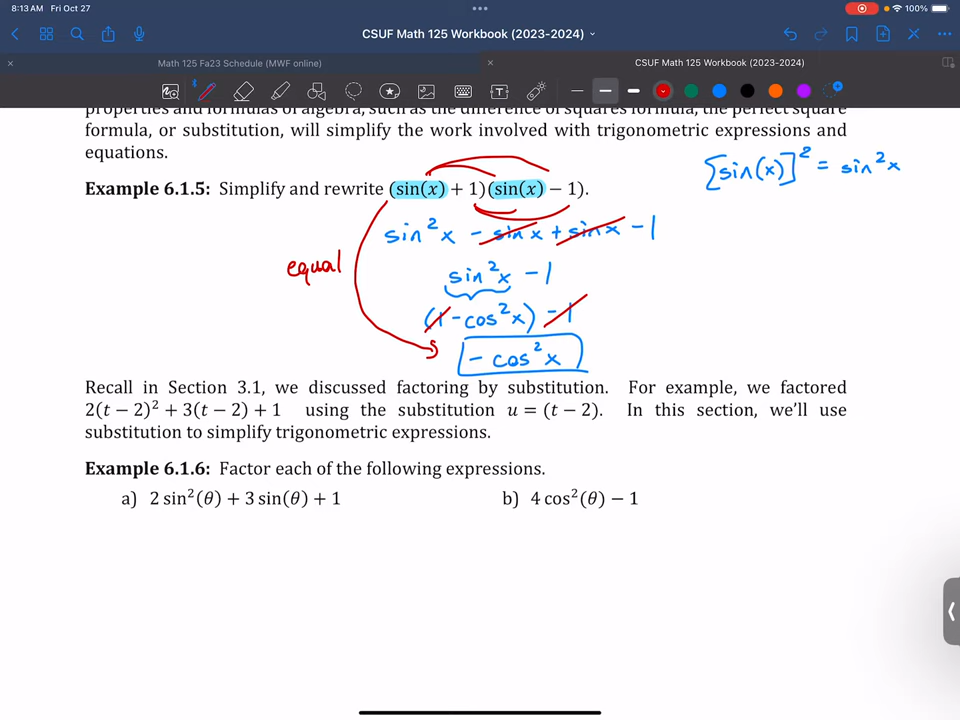 8:13 AM Fri Oct 27
100%
CSUF Math 125 Workbook (2023-2024)
Math 125 Fa23 Schedule (MWF online)
CSUF Math 125 Workbook (2023-2024)
properties and formulas of algebra, such as the difference of squares formula, the perfect square
formula, or substitution, will simplify the work involved with trigonometric expressions and
equations.
[sin(x)]² = sin²x
Example 6.1.5: Simplify and rewrite (sin(x) + 1)(sin(x) − 1).
sin²x − sin x + sin x − 1
equal
sin²x − 1
(1 − cos²x) − 1
− cos²x
Recall in Section 3.1, we discussed factoring by substitution. For example, we factored
2(t − 2)² + 3(t − 2) + 1 using the substitution u = (t − 2). In this section, we'll use
substitution to simplify trigonometric expressions.
Example 6.1.6: Factor each of the following expressions.
a) 2 sin²(θ) + 3 sin(θ) + 1
b) 4 cos²(θ) − 1